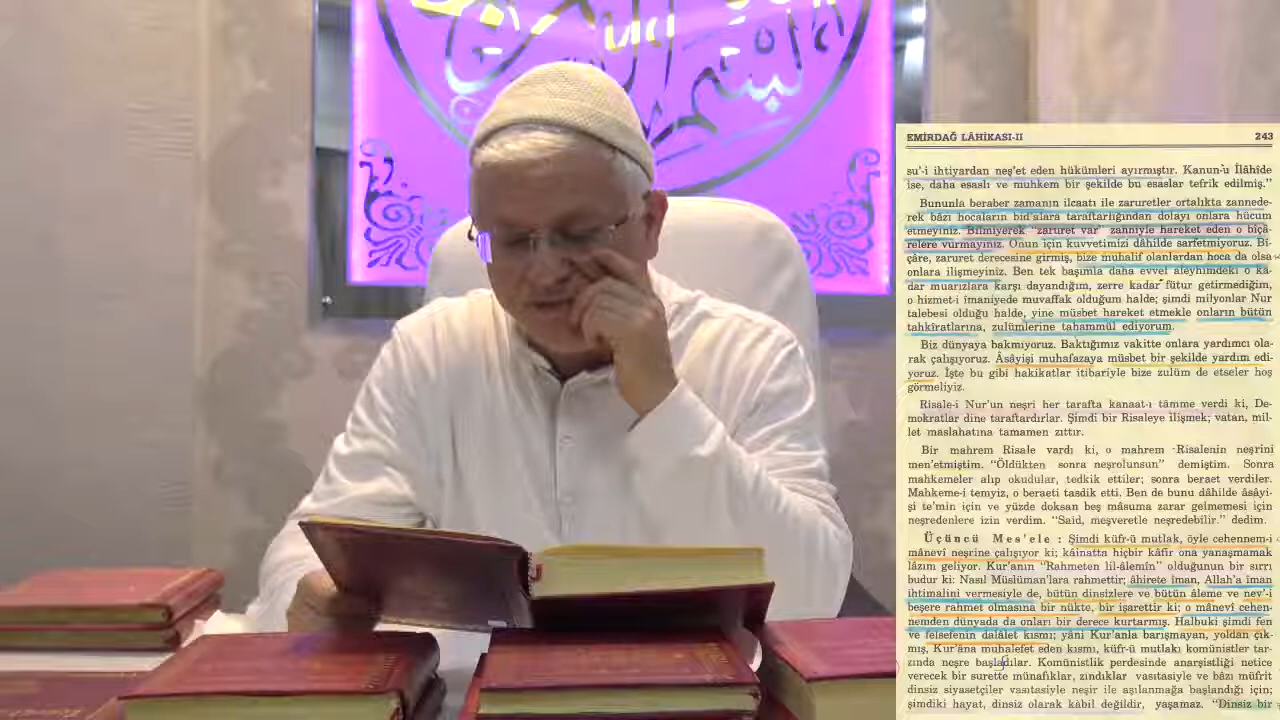 EMİRDAĞ LÂHİKASI-II 243
su'-i ihtiyardan neş'et eden hükümleri ayırmıştır. Kanun-u İlâhîde
ise, daha esaslı ve muhkem bir şekilde bu esaslar tefrik edilmiş."
Bununla beraber zamanın ilcaatı ile zaruretler ortalıkta zannede-
rek bâzı hocaların bid'alara taraftarlığından dolayı onlara hücum
etmeyiniz. Bilmiyerek "zaruret var" zanniyle hareket eden o bîçâ-
relere vurmayınız. Onun için kuvvetimizi dâhilde sarfetmiyoruz. Bî-
çâre, zaruret derecesine girmiş, bize muhalif olanlardan hoca da olsa
onlara ilişmeyiniz. Ben tek başımla daha evvel aleyhimdeki o ka-
dar muarızlara karşı dayandığım, zerre kadar fütur getirmediğim,
o hizmet-i îmaniyede muvaffak olduğum halde; şimdi milyonlar Nur
talebesi olduğu halde, yine müsbet hareket etmekle onların bütün
tahkîratlarına, zulümlerine tahammül ediyorum.
Biz dünyaya bakmıyoruz. Baktığımız vakitte onlara yardımcı ola-
rak çalışıyoruz. Âsâyişi muhafazaya müsbet bir şekilde yardım edi-
yoruz. İşte bu gibi hakikatlar itibariyle bize zulüm de etseler hoş
görmeliyiz.
Risale-i Nur'un neşri her tarafta kanaat-ı tâmme verdi ki, De-
mokratlar dine taraftardırlar. Şimdi bir Risaleye ilişmek; vatan, mil-
let maslahatına tamamen zıttır.
Bir mahrem Risale vardı ki, o mahrem Risalenin neşrini
men'etmiştim. "Öldükten sonra neşrolunsun" demiştim. Sonra
mahkemeler alıp okudular, tedkik ettiler; sonra beraet verdiler.
Mahkeme-i temyiz, o beraeti tasdik etti. Ben de bunu dâhilde âsâyi-
şi te'min için ve yüzde doksan beş mâsuma zarar gelmemesi için
neşredenlere izin verdim. "Said, meşveretle neşredebilir." dedim.
Üçüncü Mes'ele : Şimdi küfr-ü mutlak, öyle cehennem-i
mânevî neşrine çalışıyor ki; kâinatta hiçbir kâfir ona yanaşmamak
lâzım geliyor. Kur'anın "Rahmeten lil-âlemîn" olduğunun bir sırrı
budur ki: Nasıl Müslüman'lara rahmettir; âhirete îman, Allah'a îman
ihtimalini vermesiyle de, bütün dinsizlere ve bütün âleme ve nev'-i
beşere rahmet olmasına bir nükte, bir işarettir ki; o mânevî cehen-
nemden dünyada da onları bir derece kurtarmış. Halbuki şimdi fen
ve felsefenin dalâlet kısmı; yâni Kur'anla barışmayan, yoldan çık-
mış, Kur'âna muhalefet eden kısmı, küfr-ü mutlakı komünistler tar-
zında neşre başladılar. Komünistlik perdesinde anarşistliği netice
verecek bir surette münafıklar, zındıklar vasıtasiyle ve bâzı müfrit
dinsiz siyasetçiler vasıtasiyle neşir ile aşılanmağa başlandığı için;
şimdiki hayat, dinsiz olarak kabil değildir, yaşamaz. "Dinsiz bir